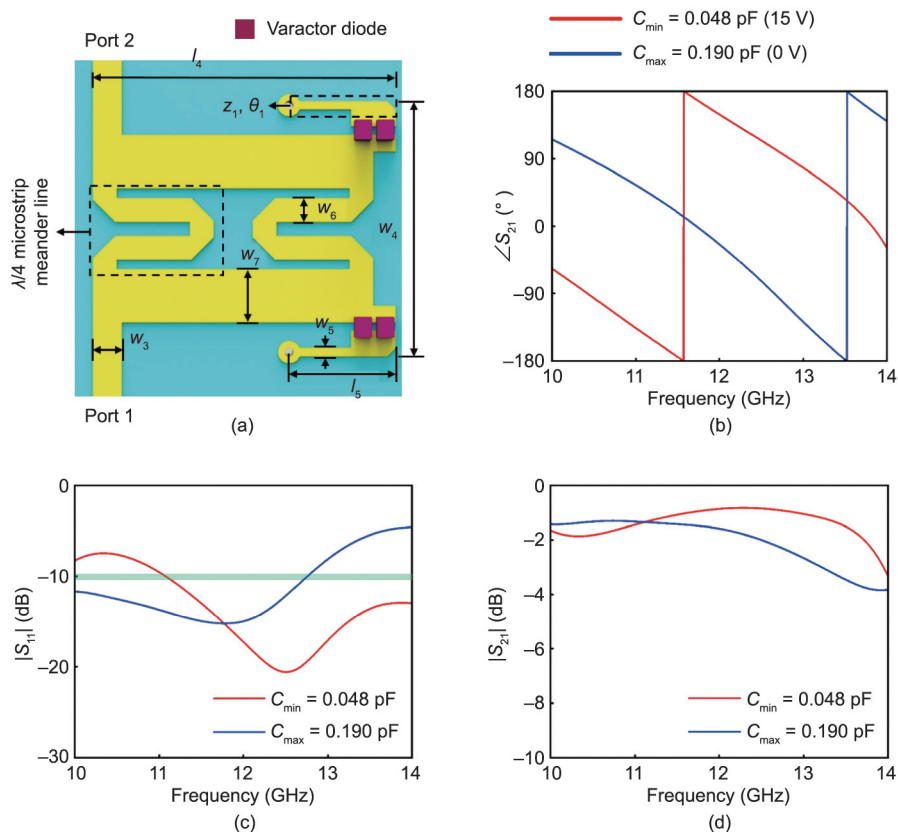 Port 2
Varactor diode
l4
z1, θ1
λ/4 microstrip
meander line
w6
w4
w7
w5
w3
l5
Port 1
(a)
Cmin = 0.048 pF (15 V)
Cmax = 0.190 pF (0 V)
∠S21 (°)
180
90
0
−90
−180
10 11 12 13 14
Frequency (GHz)
(b)
|S11| (dB)
0
−10
−20
−30
Cmin = 0.048 pF
Cmax = 0.190 pF
10 11 12 13 14
Frequency (GHz)
(c)
|S21| (dB)
0
−2
−4
−6
−8
−10
Cmin = 0.048 pF
Cmax = 0.190 pF
10 11 12 13 14
Frequency (GHz)
(d)